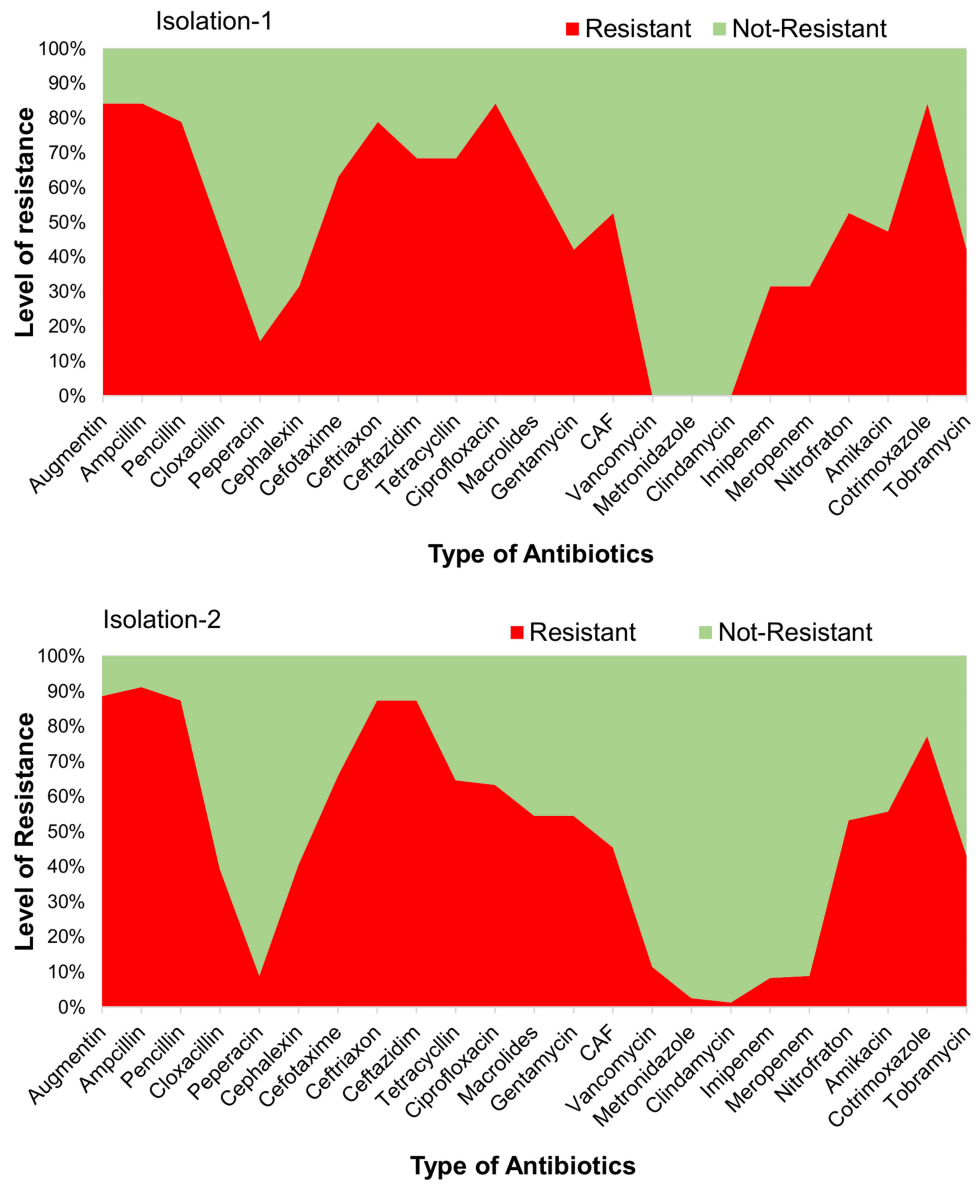 Isolation-1
Resistant Not-Resistant
100%
90%
80%
70%
60%
50%
40%
30%
20%
10%
0%
Level of resistance
Augmentin
Ampcillin
Pencillin
Cloxacillin
Peperacin
Cephalexin
Cefotaxime
Ceftriaxon
Ceftazidim
Tetracycllin
Ciprofloxacin
Macrolides
Gentamycin
CAF
Vancomycin
Metronidazole
Clindamycin
Imipenem
Meropenem
Nitrofraton
Amikacin
Cotrimoxazole
Tobramycin
Type of Antibiotics
Isolation-2
Resistant Not-Resistant
100%
90%
80%
70%
60%
50%
40%
30%
20%
10%
0%
Level of Resistance
Augmentin
Ampcillin
Pencillin
Cloxacillin
Peperacin
Cephalexin
Cefotaxime
Ceftriaxon
Ceftazidim
Tetracycllin
Ciprofloxacin
Macrolides
Gentamycin
CAF
Vancomycin
Metronidazole
Clindamycin
Imipenem
Meropenem
Nitrofraton
Amikacin
Cotrimoxazole
Tobramycin
Type of Antibiotics